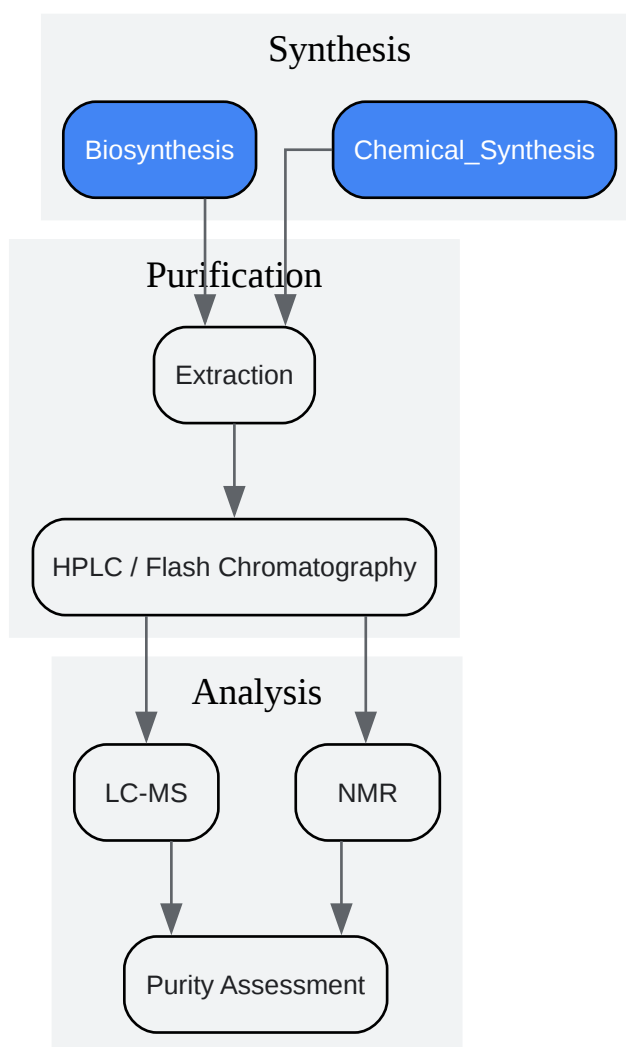 Synthesis
Biosynthesis
Chemical_Synthesis
Purification
Extraction
HPLC / Flash Chromatography
Analysis
LC-MS
NMR
Purity Assessment